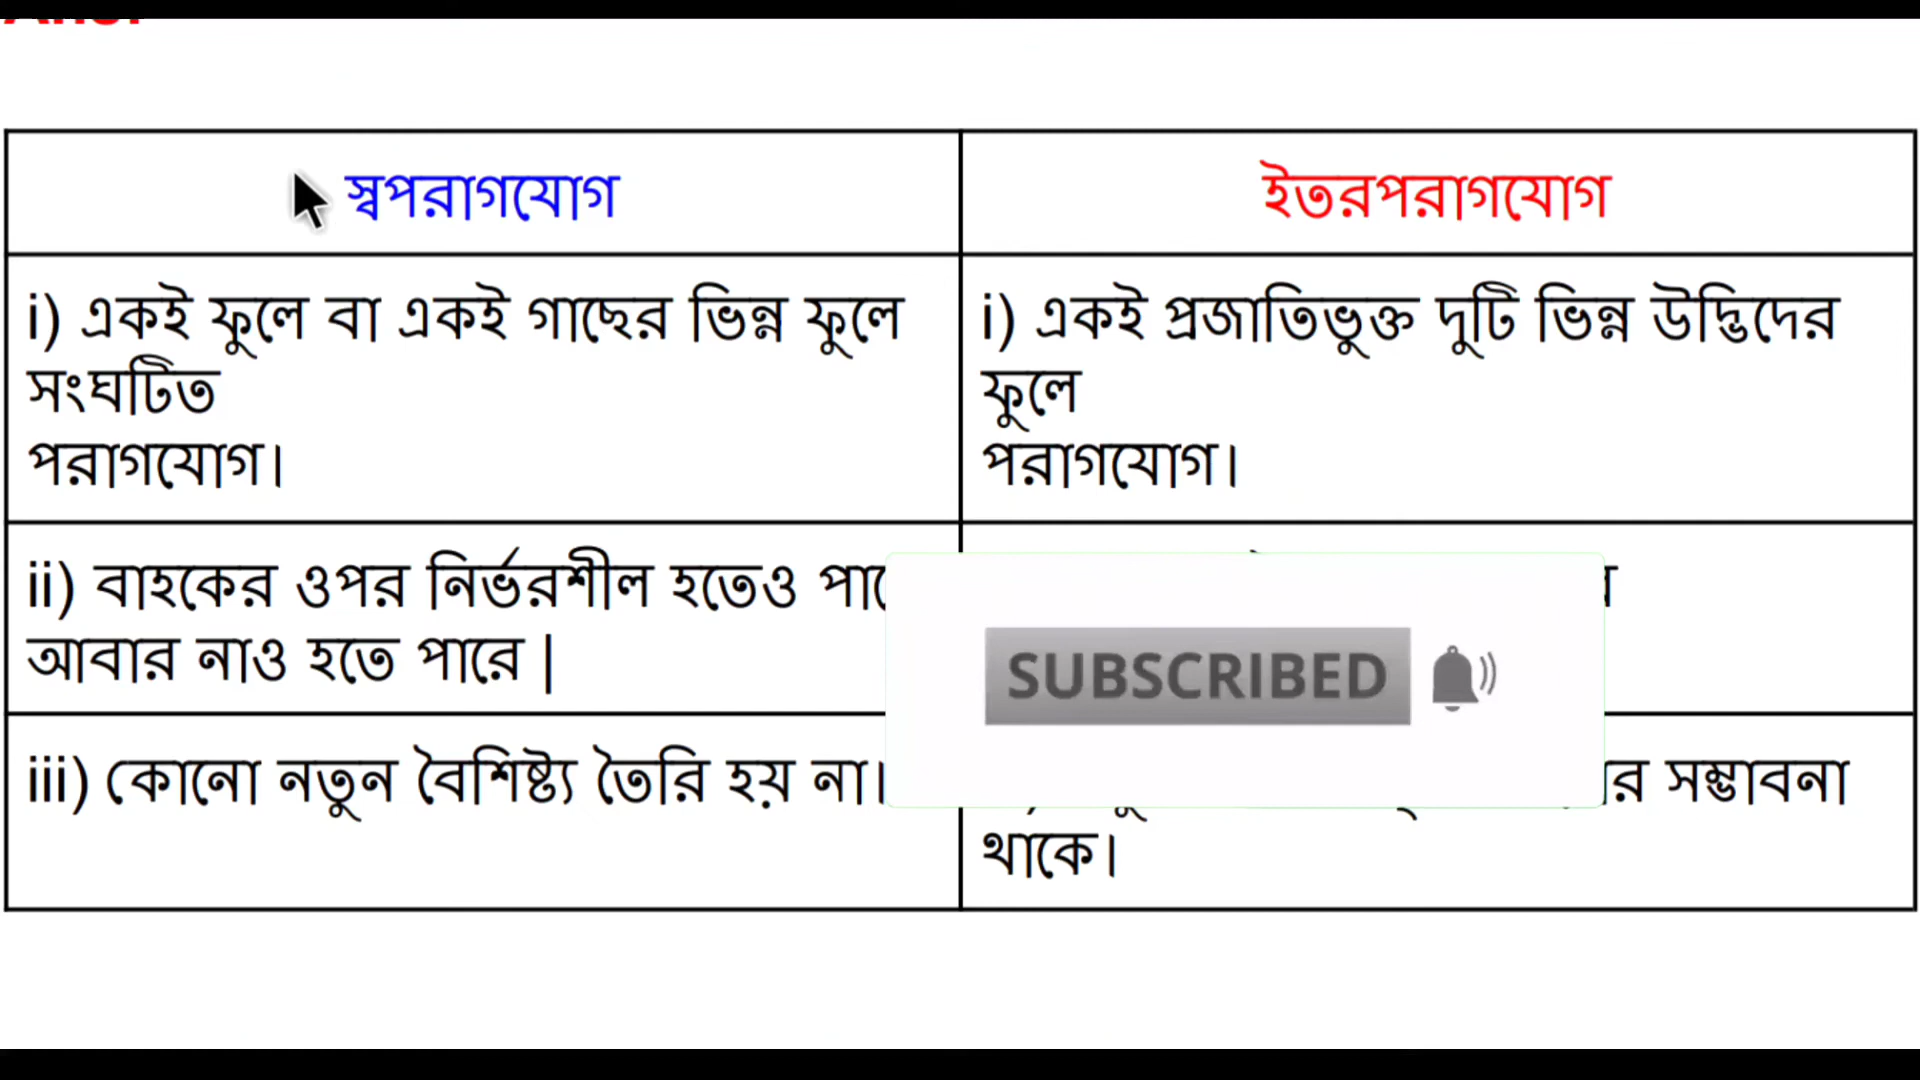 স্বপরাগযোগ
ইতরপরাগযোগ
i) একই ফুলে বা একই গাছের ভিন্ন ফুলে
সংঘটিত
পরাগযোগ।
i) একই প্রজাতিভুক্ত দুটি ভিন্ন উদ্ভিদের
ফুলে
পরাগযোগ।
ii) বাহকের ওপর নির্ভরশীল হতেও
আবার নাও হতে পারে |
SUBSCRIBED
iii) কোনো নতুন বৈশিষ্ট্য তৈরি হয় না।
সম্ভাবনা
থাকে।